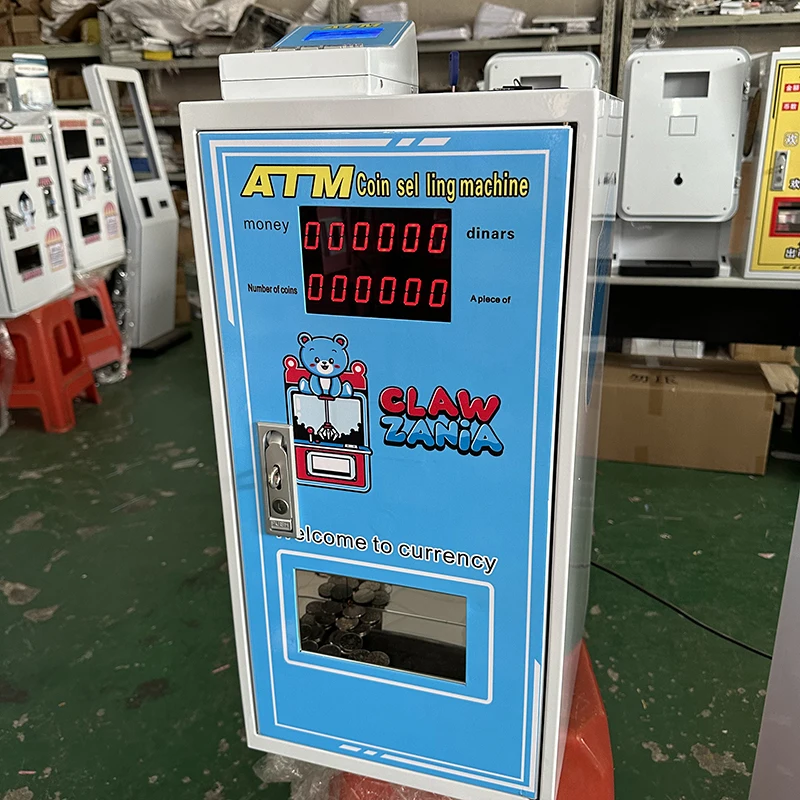 ATM
ATM Coin sel ling machine
money 000000 dinars
Number of coins 000000 A piece of
CLAW
ZANiA
elcome to currency